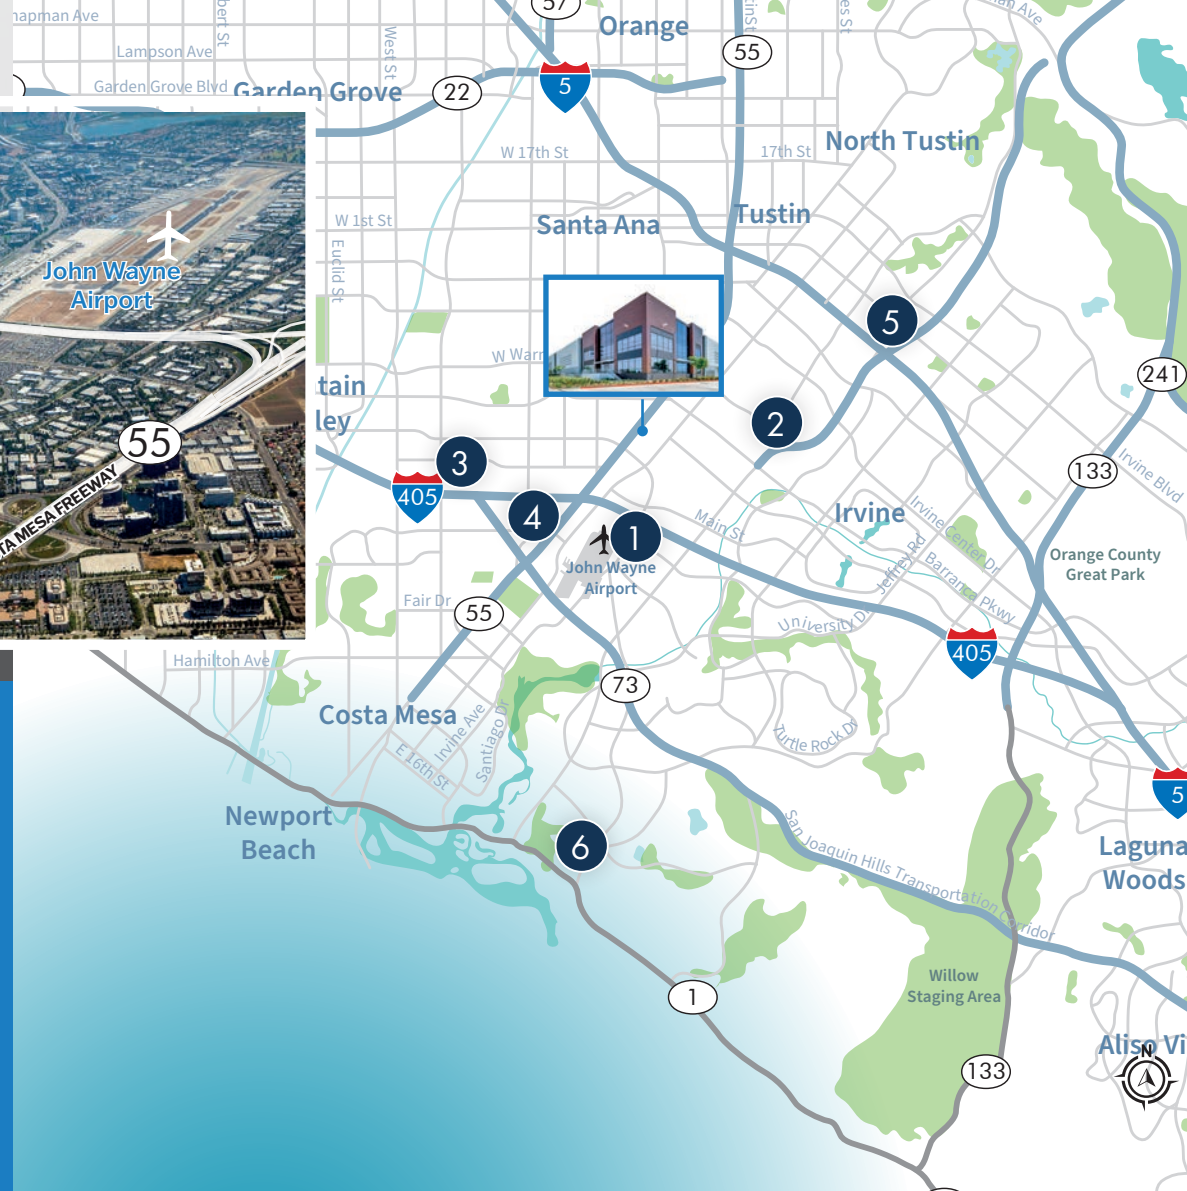 57
Orange
55
Lampson Ave
West St
Garden Grove Blvd
Garden Grove
22
5
North Tustin
W 17th St
17th St
W 1st St
Santa Ana
Tustin
Euclid St
John Wayne
Airport
5
241
W Warr
tain
ley
2
55
TA MESA FREEWAY
3
405
4
1
133
Irvine Blvd
Main St
Irvine
Irvine Center Dr
Jeffrey Rd
Barranca Pkwy
Orange County
Great Park
John Wayne
Airport
Fair Dr
55
University Dr
405
Hamilton Ave
73
Costa Mesa
Irvine Ave
Santiago Dr
E 16th St
Turtle Rock Dr
5
Newport
Beach
6
San Joaquin Hills Transportation Corridor
Laguna
Woods
Willow
Staging Area
1
133
Aliso Vi
N